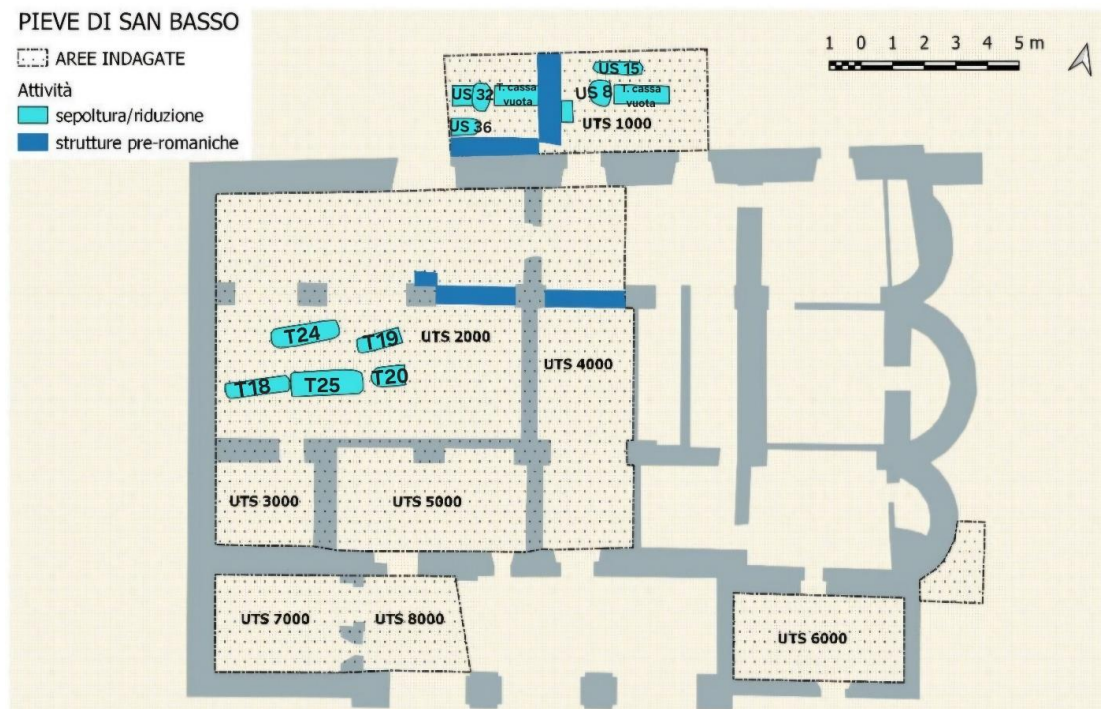 PIEVE DI SAN BASSO
AREE INDAGATE
Attività
sepoltura/riduzione
strutture pre-romaniche
1 0 1 2 3 4 5 m
US 15
US 32
T. cassa
vuota
US 8
T. cassa
vuota
US 36
UTS 1000
T24
T19
UTS 2000
UTS 4000
T18
T25
T20
UTS 3000
UTS 5000
UTS 7000
UTS 8000
UTS 6000